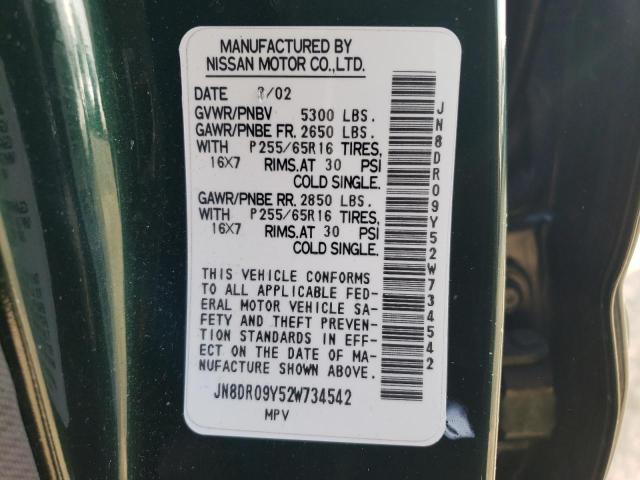 MANUFACTURED BY
NISSAN MOTOR CO.,LTD.
DATE 3/02
GVWR/PNBV 5300 LBS.
GAWR/PNBE FR. 2650 LBS.
WITH P255/65R16 TIRES,
16X7 RIMS.AT 30 PSI
COLD SINGLE.
GAWR/PNBE RR. 2850 LBS.
WITH P255/65R16 TIRES,
16X7 RIMS.AT 30 PSI
COLD SINGLE.
THIS VEHICLE CONFORMS
TO ALL APPLICABLE FED-
ERAL MOTOR VEHICLE SA-
FETY AND THEFT PREVEN-
TION STANDARDS IN EFF-
ECT ON THE DATE OF MA-
NUFACTURE SHOWN ABOVE.
JN8DR09Y52W734542
MPV
JN8DR09Y52W734542